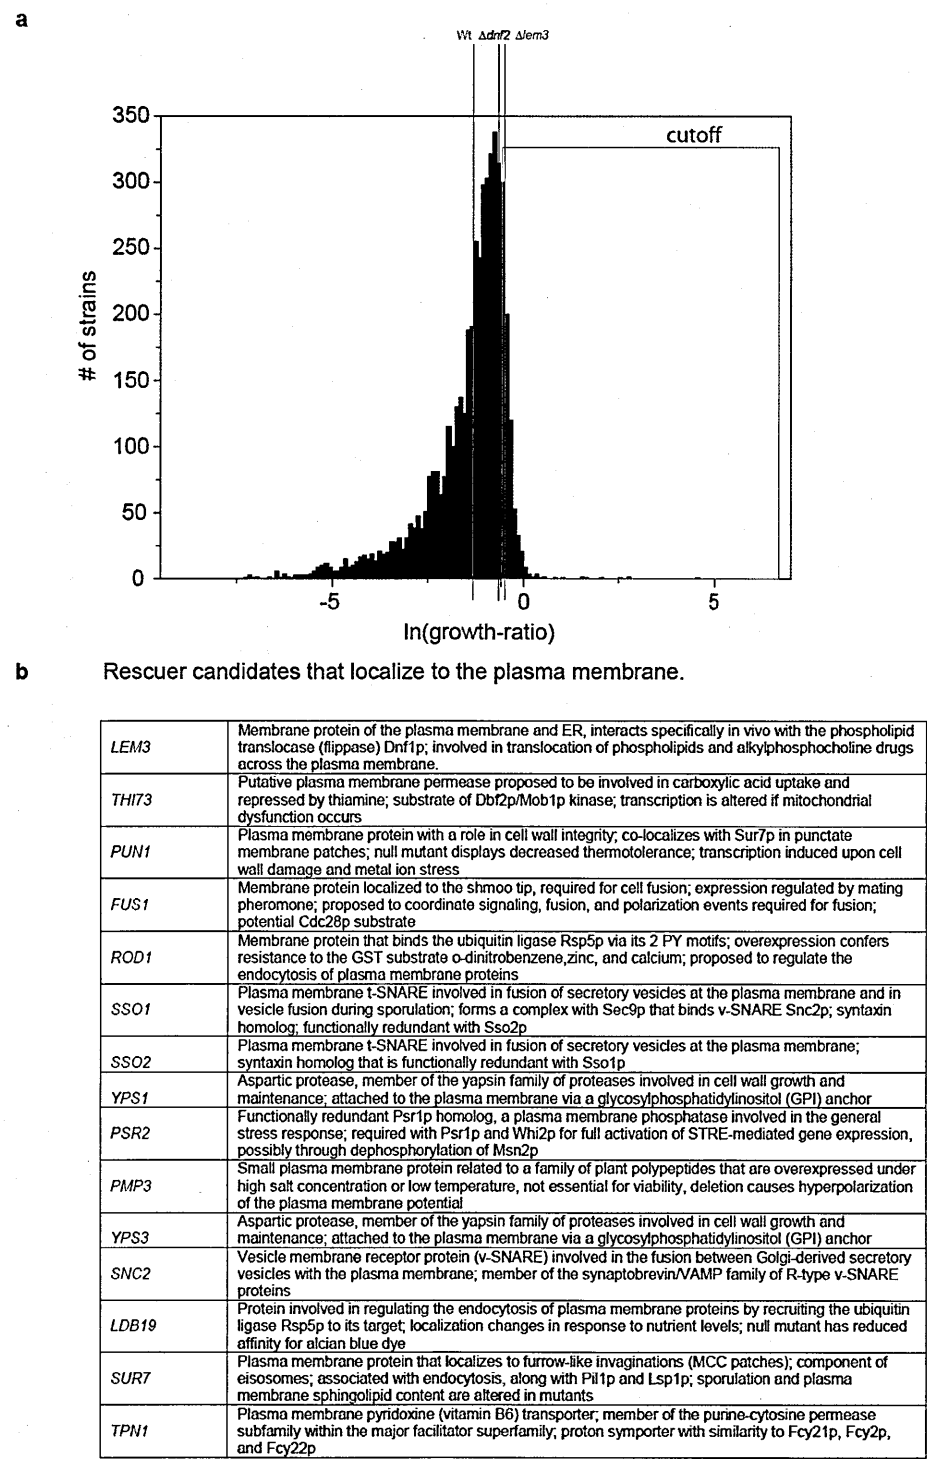 a
Wt Δdnf2 Δlem3
350
cutoff
300
250
200
150
100
50
0
# of strains
-5 0 5
ln(growth-ratio)
b Rescuer candidates that localize to the plasma membrane.
LEM3
Membrane protein of the plasma membrane and ER, interacts specifically in vivo with the phospholipid
translocase (flippase) Dnf1p; involved in translocation of phospholipids and alkylphosphocholine drugs
across the plasma membrane.
THI73
Putative plasma membrane permease proposed to be involved in carboxylic acid uptake and
repressed by thiamine; substrate of Dbf2p/Mob1p kinase; transcription is altered if mitochondrial
dysfunction occurs
PUN1
Plasma membrane protein with a role in cell wall integrity; co-localizes with Sur7p in punctate
membrane patches; null mutant displays decreased thermotolerance; transcription induced upon cell
wall damage and metal ion stress
FUS1
Membrane protein localized to the shmoo tip, required for cell fusion; expression regulated by mating
pheromone; proposed to coordinate signaling, fusion, and polarization events required for fusion;
potential Cdc28p substrate
ROD1
Membrane protein that binds the ubiquitin ligase Rsp5p via its 2 PY motifs; overexpression confers
resistance to the GST substrate o-dinitrobenzene,zinc, and calcium; proposed to regulate the
endocytosis of plasma membrane proteins
SSO1
Plasma membrane t-SNARE involved in fusion of secretory vesicles at the plasma membrane and in
vesicle fusion during sporulation; forms a complex with Sec9p that binds v-SNARE Snc2p; syntaxin
homolog; functionally redundant with Sso2p
SSO2
Plasma membrane t-SNARE involved in fusion of secretory vesicles at the plasma membrane;
syntaxin homolog that is functionally redundant with Sso1p
YPS1
Aspartic protease, member of the yapsin family of proteases involved in cell wall growth and
maintenance; attached to the plasma membrane via a glycosylphosphatidylinositol (GPI) anchor
PSR2
Functionally redundant Psr1p homolog, a plasma membrane phosphatase involved in the general
stress response; required with Psr1p and Whi2p for full activation of STRE-mediated gene expression,
possibly through dephosphorylation of Msn2p
PMP3
Small plasma membrane protein related to a family of plant polypeptides that are overexpressed under
high salt concentration or low temperature, not essential for viability, deletion causes hyperpolarization
of the plasma membrane potential
YPS3
Aspartic protease, member of the yapsin family of proteases involved in cell wall growth and
maintenance; attached to the plasma membrane via a glycosylphosphatidylinositol (GPI) anchor
SNC2
Vesicle membrane receptor protein (v-SNARE) involved in the fusion between Golgi-derived secretory
vesicles with the plasma membrane; member of the synaptobrevin/VAMP family of R-type v-SNARE
proteins
LDB19
Protein involved in regulating the endocytosis of plasma membrane proteins by recruiting the ubiquitin
ligase Rsp5p to its target; localization changes in response to nutrient levels; null mutant has reduced
affinity for alcian blue dye
SUR7
Plasma membrane protein that localizes to furrow-like invaginations (MCC patches); component of
eisosomes; associated with endocytosis, along with Pil1p and Lsp1p; sporulation and plasma
membrane sphingolipid content are altered in mutants
TPN1
Plasma membrane pyridoxine (vitamin B6) transporter; member of the purine-cytosine permease
subfamily within the major facilitator superfamily; proton symporter with similarity to Fcy21p, Fcy2p,
and Fcy22p